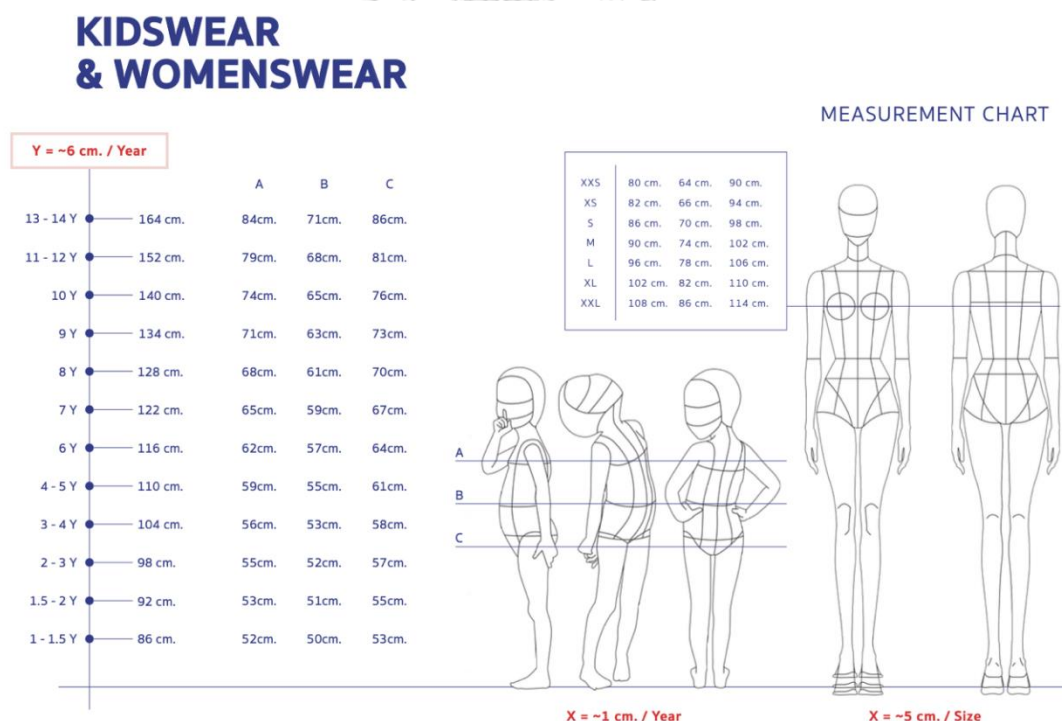 KIDSWEAR
& WOMENSWEAR
MEASUREMENT CHART
Y = ~6 cm. / Year
A B C
13 - 14 Y 164 cm. 84cm. 71cm. 86cm.
11 - 12 Y 152 cm. 79cm. 68cm. 81cm.
10 Y 140 cm. 74cm. 65cm. 76cm.
9 Y 134 cm. 71cm. 63cm. 73cm.
8 Y 128 cm. 68cm. 61cm. 70cm.
7 Y 122 cm. 65cm. 59cm. 67cm.
6 Y 116 cm. 62cm. 57cm. 64cm.
4 - 5 Y 110 cm. 59cm. 55cm. 61cm.
3 - 4 Y 104 cm. 56cm. 53cm. 58cm.
2 - 3 Y 98 cm. 55cm. 52cm. 57cm.
1.5 - 2 Y 92 cm. 53cm. 51cm. 55cm.
1 - 1.5 Y 86 cm. 52cm. 50cm. 53cm.
XXS 80 cm. 64 cm. 90 cm.
XS 82 cm. 66 cm. 94 cm.
S 86 cm. 70 cm. 98 cm.
M 90 cm. 74 cm. 102 cm.
L 96 cm. 78 cm. 106 cm.
XL 102 cm. 82 cm. 110 cm.
XXL 108 cm. 86 cm. 114 cm.
A
B
C
X = ~1 cm. / Year
X = ~5 cm. / Size